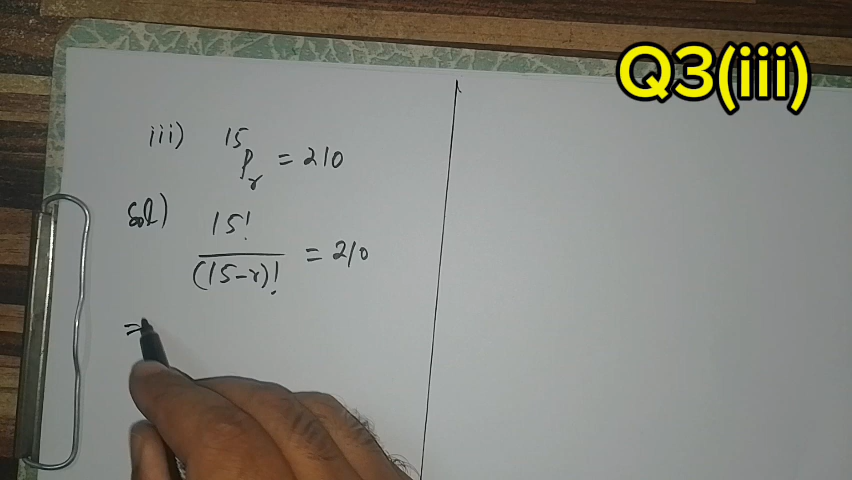 Q3(iii)
iii) 15Pr = 210
Sol) 15!/(15-r)! = 210
=